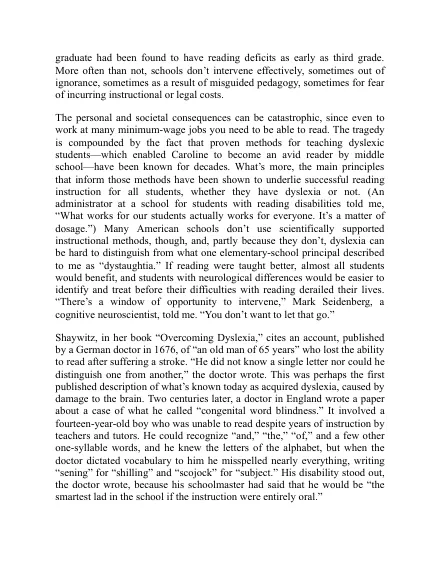 graduate had been found to have reading deficits as early as third grade.
More often than not, schools don’t intervene effectively, sometimes out of
ignorance, sometimes as a result of misguided pedagogy, sometimes for fear
of incurring instructional or legal costs.
The personal and societal consequences can be catastrophic, since even to
work at many minimum-wage jobs you need to be able to read. The tragedy
is compounded by the fact that proven methods for teaching dyslexic
students—which enabled Caroline to become an avid reader by middle
school—have been known for decades. What’s more, the main principles
that inform those methods have been shown to underlie successful reading
instruction for all students, whether they have dyslexia or not. (An
administrator at a school for students with reading disabilities told me,
“What works for our students actually works for everyone. It’s a matter of
dosage.”) Many American schools don’t use scientifically supported
instructional methods, though, and, partly because they don’t, dyslexia can
be hard to distinguish from what one elementary-school principal described
to me as “dystaughtia.” If reading were taught better, almost all students
would benefit, and students with neurological differences would be easier to
identify and treat before their difficulties with reading derailed their lives.
“There’s a window of opportunity to intervene,” Mark Seidenberg, a
cognitive neuroscientist, told me. “You don’t want to let that go.”
Shaywitz, in her book “Overcoming Dyslexia,” cites an account, published
by a German doctor in 1676, of “an old man of 65 years” who lost the ability
to read after suffering a stroke. “He did not know a single letter nor could he
distinguish one from another,” the doctor wrote. This was perhaps the first
published description of what’s known today as acquired dyslexia, caused by
damage to the brain. Two centuries later, a doctor in England wrote a paper
about a case of what he called “congenital word blindness.” It involved a
fourteen-year-old boy who was unable to read despite years of instruction by
teachers and tutors. He could recognize “and,” “the,” “of,” and a few other
one-syllable words, and he knew the letters of the alphabet, but when the
doctor dictated vocabulary to him he misspelled nearly everything, writing
“sening” for “shilling” and “scojock” for “subject.” His disability stood out,
the doctor wrote, because his schoolmaster had said that he would be “the
smartest lad in the school if the instruction were entirely oral.”